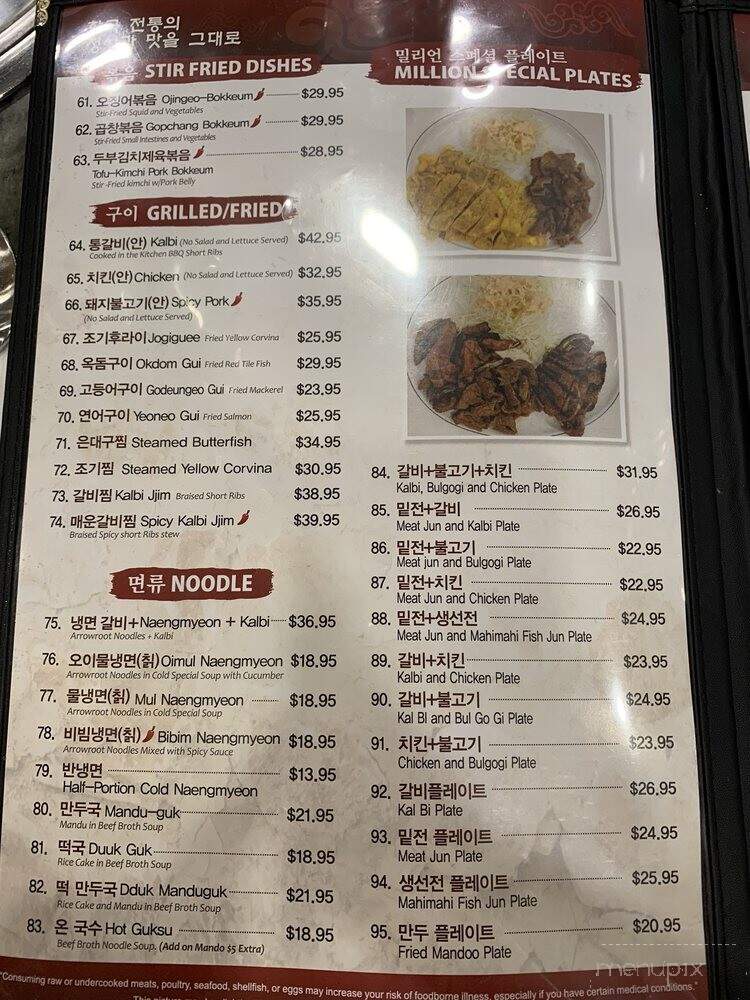 전통의
맛을 그대로
볶음 STIR FRIED DISHES
61. 오징어볶음 Ojingeo-Bokkeum $29.95
Stir-Fried Squid and Vegetables
62. 곱창볶음 Gopchang Bokkeum $29.95
Stir-Fried Small Intestines and Vegetables
63. 두부김치제육볶음 $28.95
Tofu-Kimchi Pork Bokkeum
Stir-Fried kimchi w/Pork Belly
구이 GRILLED/FRIED
64. 통갈비(안) Kalbi (No Salad and Lettuce Served) $42.95
Cooked in the Kitchen BBQ Short Ribs
65. 치킨(안) Chicken (No Salad and Lettuce Served) $32.95
66. 돼지불고기(안) Spicy Pork $35.95
(No Salad and Lettuce Served)
67. 조기후라이 Jogiguee Fried Yellow Corvina $25.95
68. 옥돔구이 Okdom Gui Fried Red Tile Fish $29.95
69. 고등어구이 Godeungeo Gui Fried Mackerel $23.95
70. 연어구이 Yeoneo Gui Fried Salmon $25.95
71. 은대구찜 Steamed Butterfish $34.95
72. 조기찜 Steamed Yellow Corvina $30.95
73. 갈비찜 Kalbi Jjim Braised Short Ribs $38.95
74. 매운갈비찜 Spicy Kalbi Jjim $39.95
Braised Spicy short Ribs stew
면류 NOODLE
75. 냉면 갈비+Naengmyeon + Kalbi $36.95
Arrowroot Noodles + Kalbi
76. 오이물냉면(칡) Oimul Naengmyeon $18.95
Arrowroot Noodles in Cold Special Soup with Cucumber
77. 물냉면(칡) Mul Naengmyeon $18.95
Arrowroot Noodles in Cold Special Soup
78. 비빔냉면(칡) Bibim Naengmyeon $18.95
Arrowroot Noodles Mixed with Spicy Sauce
79. 반냉면 $13.95
Half-Portion Cold Naengmyeon
80. 만두국 Mandu-guk $21.95
Mandu in Beef Broth Soup
81. 떡국 Duuk Guk $18.95
Rice Cake in Beef Broth Soup
82. 떡 만두국 Dduk Manduguk $21.95
Rice Cake and Mandu in Beef Broth Soup
83. 온 국수 Hot Guksu $18.95
Beef Broth Noodle Soup. (Add on Mando $5 Extra)
밀리언 스페셜 플레이트
MILLION SPECIAL PLATES
84. 갈비+불고기+치킨 $31.95
Kalbi, Bulgogi and Chicken Plate
85. 밑전+갈비 $26.95
Meat Jun and Kalbi Plate
86. 밑전+불고기 $22.95
Meat jun and Bulgogi Plate
87. 밑전+치킨 $22.95
Meat Jun and Chicken Plate
88. 밑전+생선전 $24.95
Meat Jun and Mahimahi Fish Jun Plate
89. 갈비+치킨 $23.95
Kalbi and Chicken Plate
90. 갈비+불고기 $24.95
Kal BI and Bul Go Gi Plate
91. 치킨+불고기 $23.95
Chicken and Bulgogi Plate
92. 갈비플레이트 $26.95
Kal Bi Plate
93. 밑전 플레이트 $24.95
Meat Jun Plate
94. 생선전 플레이트 $25.95
Mahimahi Fish Jun Plate
95. 만두 플레이트 $20.95
Fried Mandoo Plate
menupix
"Consuming raw or undercooked meats, poultry, seafood, shellfish, or eggs may increase your risk of foodborne illness, especially if you have certain medical conditions."